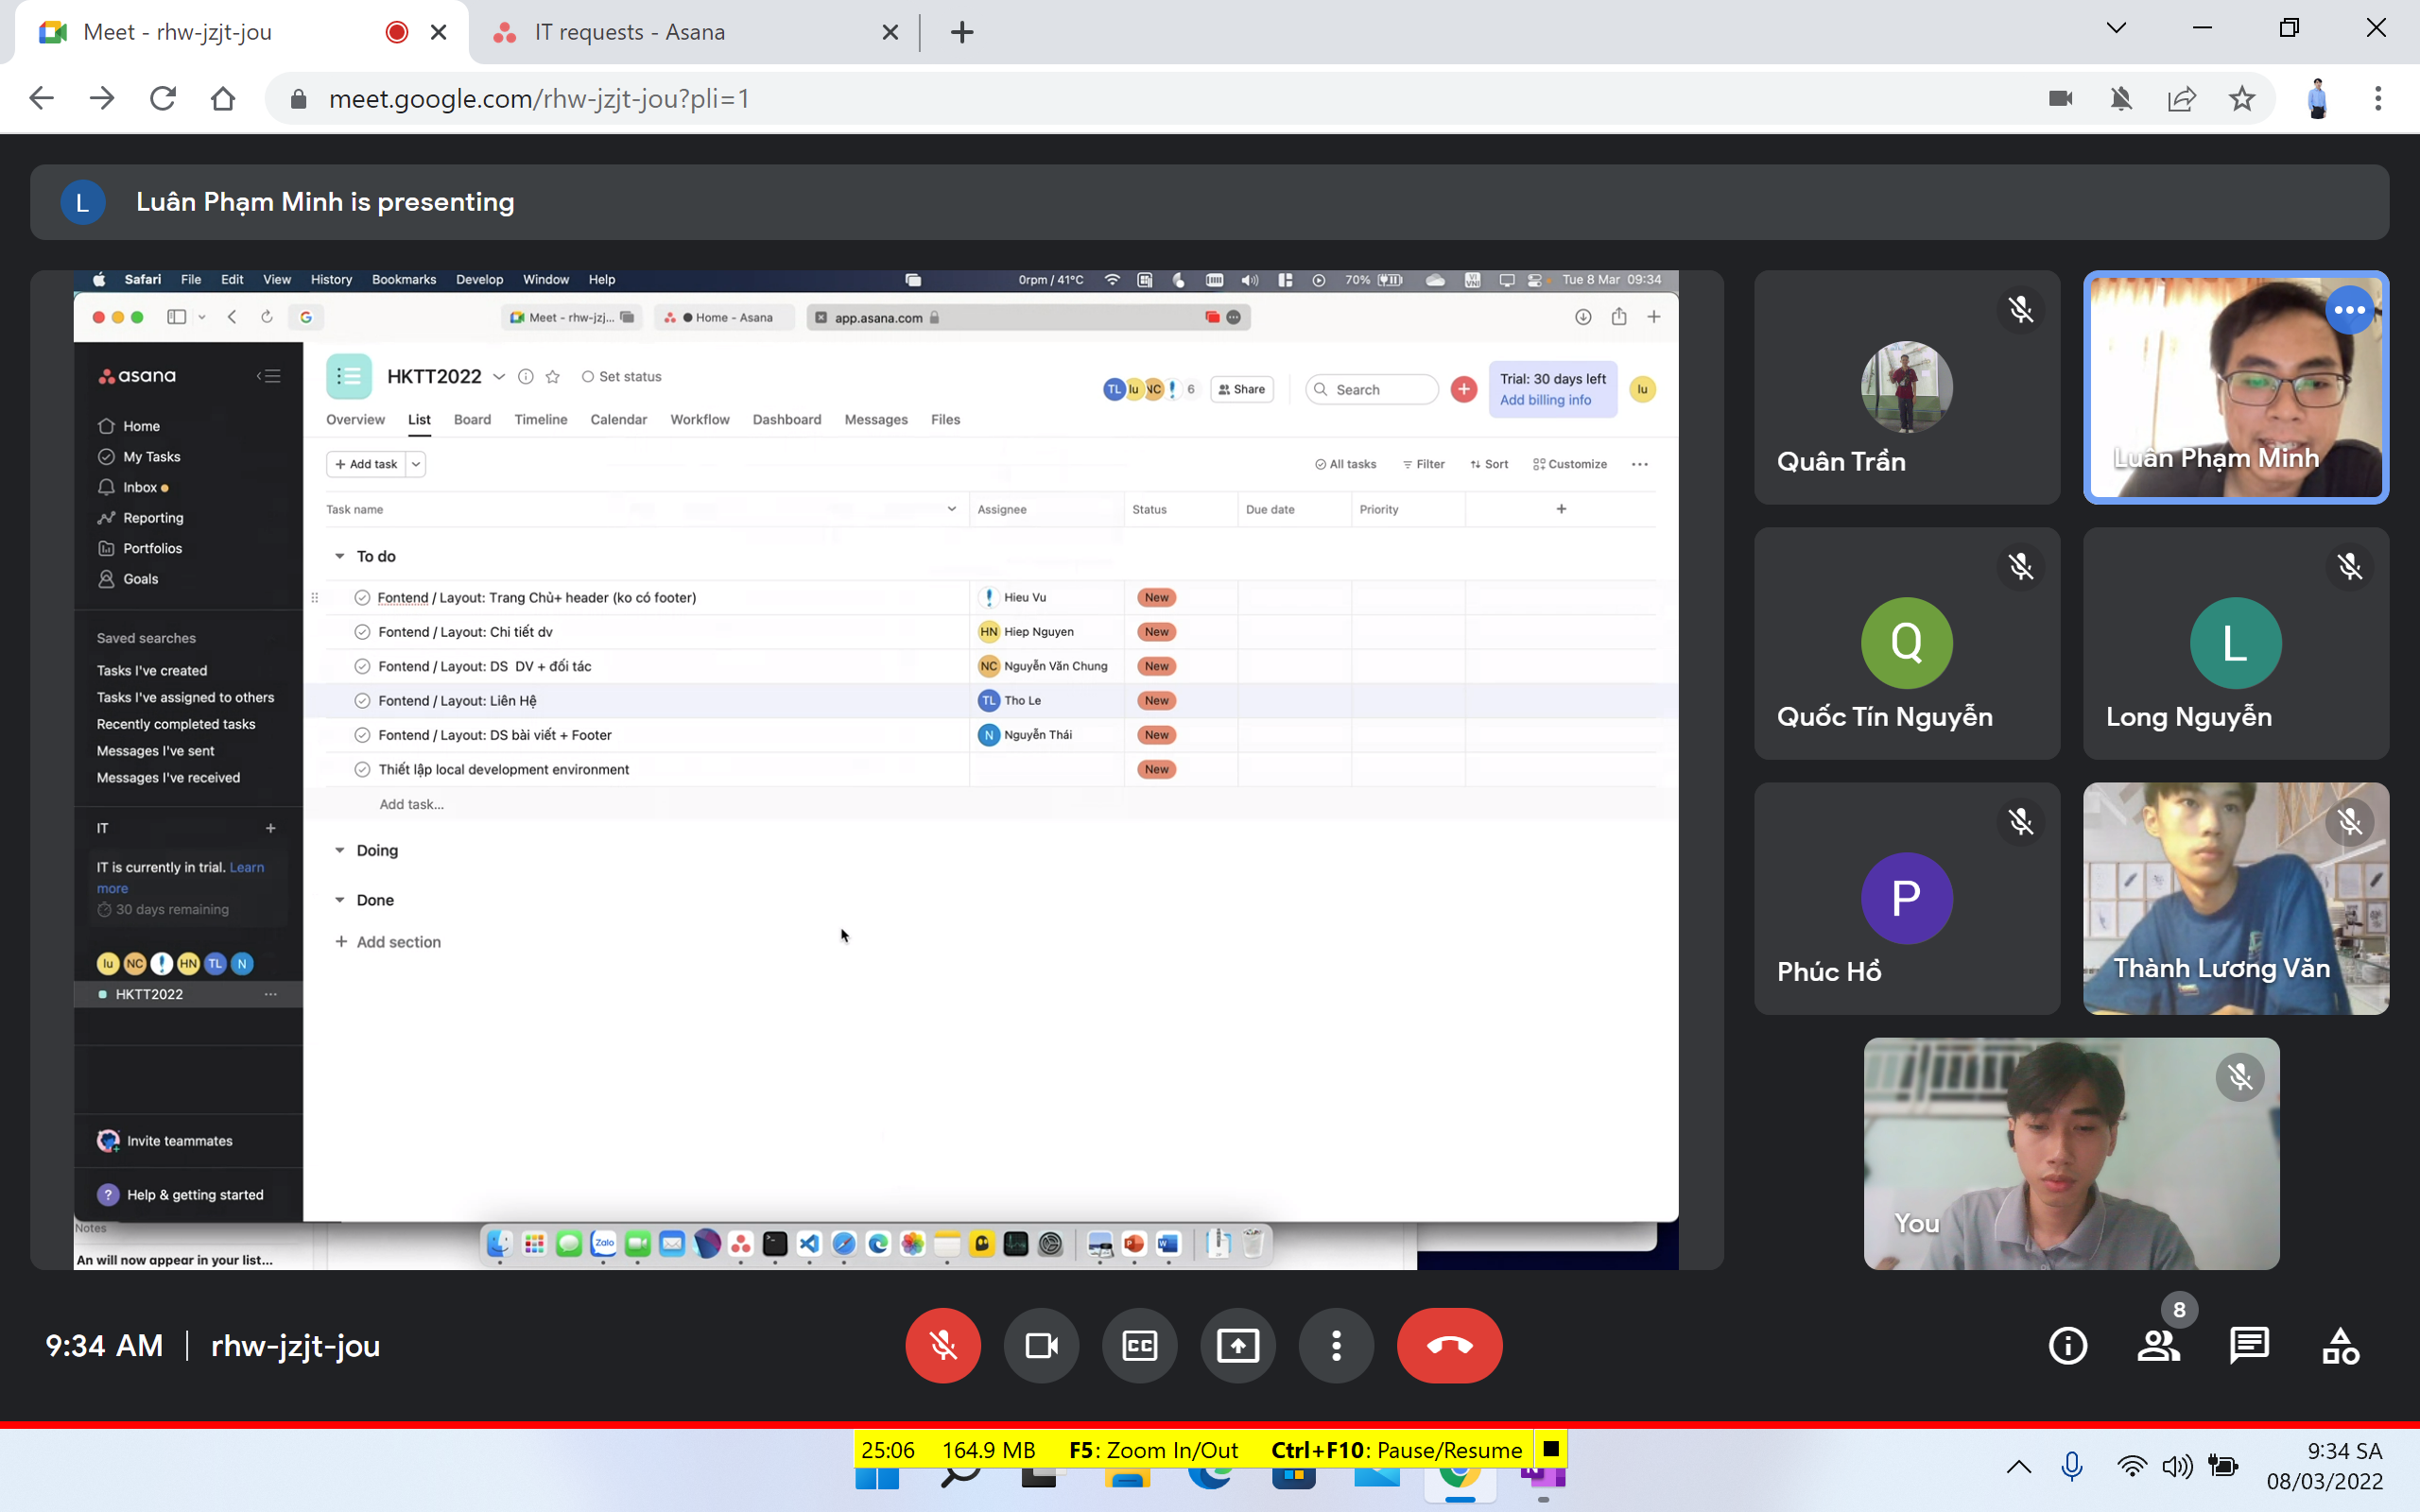 Meet - rhw-jzjt-jou
IT requests - Asana
meet.google.com/rhw-jzjt-jou?pli=1
L
Luân Phạm Minh is presenting
Safari File Edit View History Bookmarks Develop Window Help
0rpm / 41°C
70%
Tue 8 Mar 09:34
G
Meet - rhw-jzj...
Home - Asana
app.asana.com
asana
Home
My Tasks
Inbox
Reporting
Portfolios
Goals
Saved searches
Tasks I've created
Tasks I've assigned to others
Recently completed tasks
Messages I've sent
Messages I've received
IT
IT is currently in trial. Learn
more
30 days remaining
lu NC HN TL N
HKTT2022
Invite teammates
? Help & getting started
HKTT2022
Set status
TL lu NC 6
Share
Search
Trial: 30 days left
Add billing info
lu
Overview List Board Timeline Calendar Workflow Dashboard Messages Files
+ Add task
All tasks Filter Sort Customize
Task name Assignee Status Due date Priority
To do
Fontend / Layout: Trang Chủ+ header (ko có footer) Hieu Vu New
Fontend / Layout: Chi tiết dv HN Hiep Nguyen New
Fontend / Layout: DS DV + đối tác NC Nguyễn Văn Chung New
Fontend / Layout: Liên Hệ TL Tho Le New
Fontend / Layout: DS bài viết + Footer N Nguyễn Thái New
Thiết lập local development environment New
Add task...
Doing
Done
+ Add section
Notes
An will now appear in your list...
Zalo
Quân Trần
Luân Phạm Minh
Q
Quốc Tín Nguyễn
L
Long Nguyễn
P
Phúc Hồ
Thành Lương Văn
You
9:34 AM | rhw-jzjt-jou
CC
8
25:06 164.9 MB F5: Zoom In/Out Ctrl+F10: Pause/Resume
9:34 SA
08/03/2022